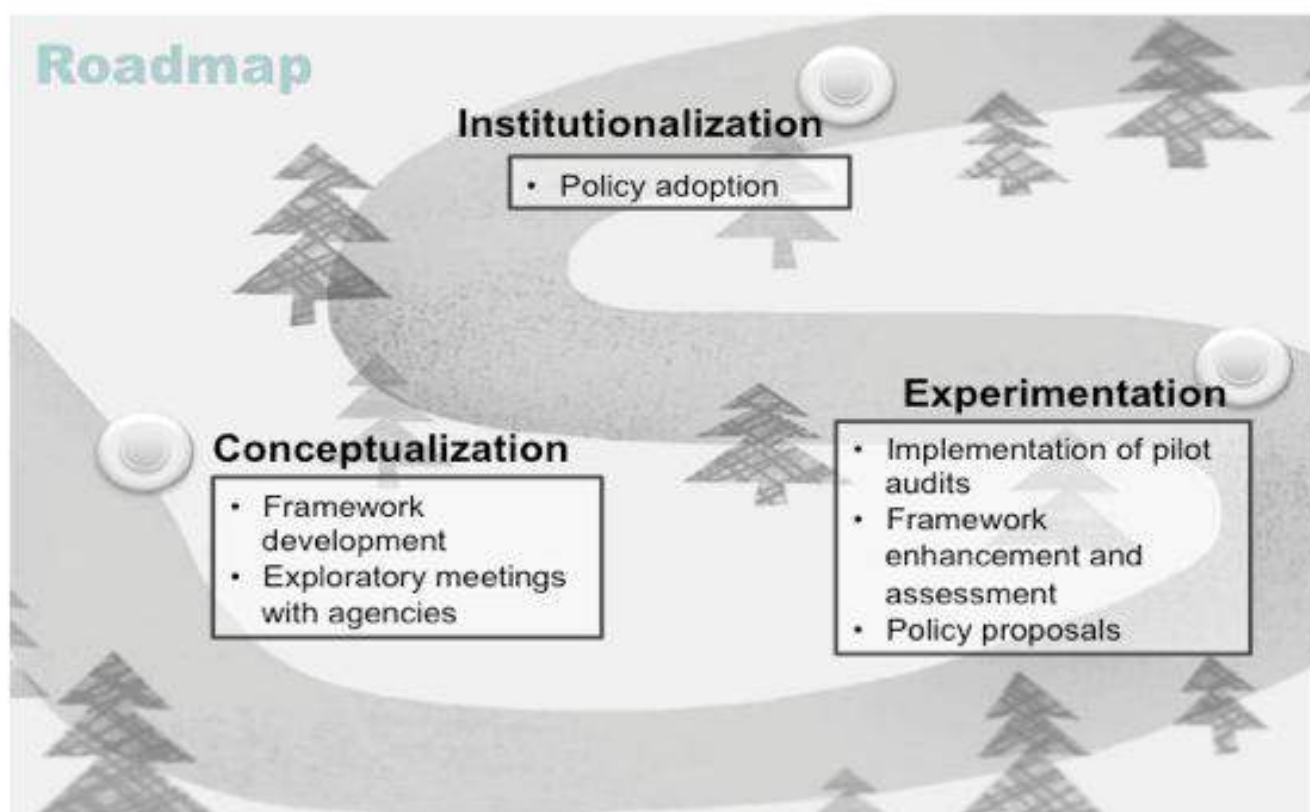 Roadmap
Institutionalization
• Policy adoption
Conceptualization
• Framework
development
• Exploratory meetings
with agencies
Experimentation
• Implementation of pilot
audits
• Framework
enhancement and
assessment
• Policy proposals